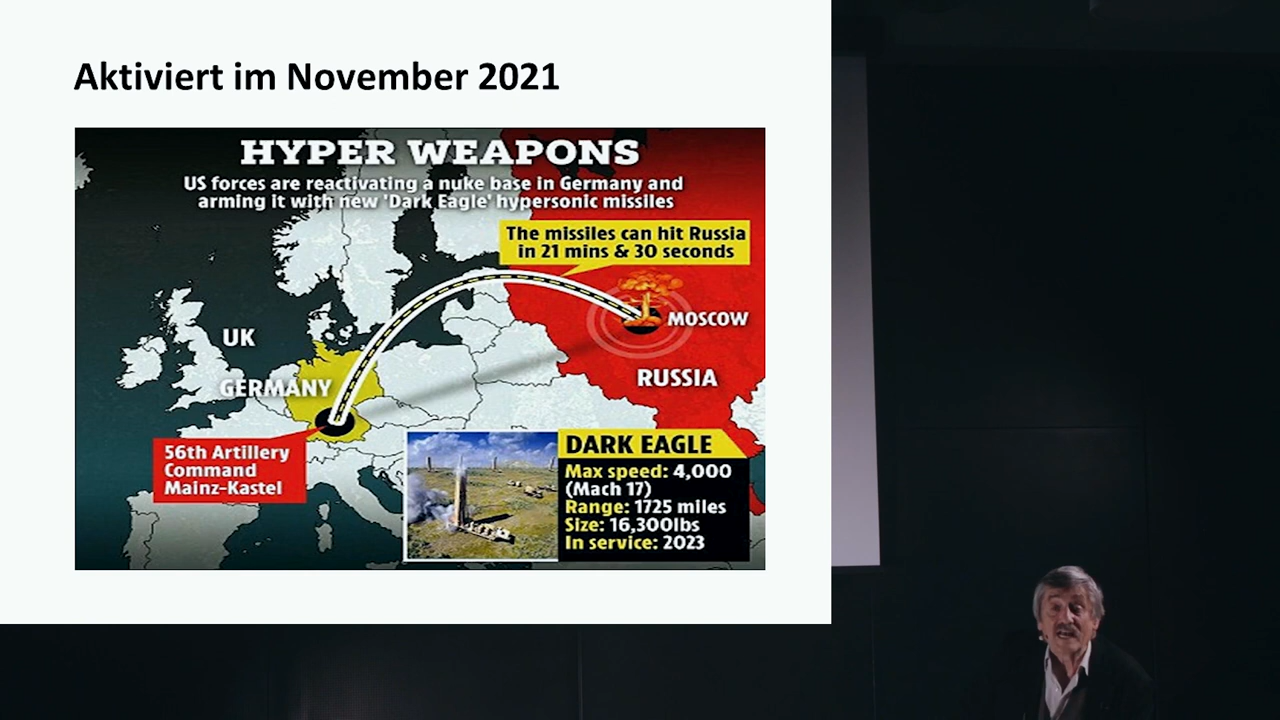 Aktiviert im November 2021
HYPER WEAPONS
US forces are reactivating a nuke base in Germany and
arming it with new 'Dark Eagle' hypersonic missiles
The missiles can hit Russia
in 21 mins & 30 seconds
MOSCOW
UK
RUSSIA
GERMANY
56th Artillery
Command
Mainz-Kastel
DARK EAGLE
Max speed: 4,000
(Mach 17)
Range: 1725 miles
Size: 16,300lbs
In service: 2023